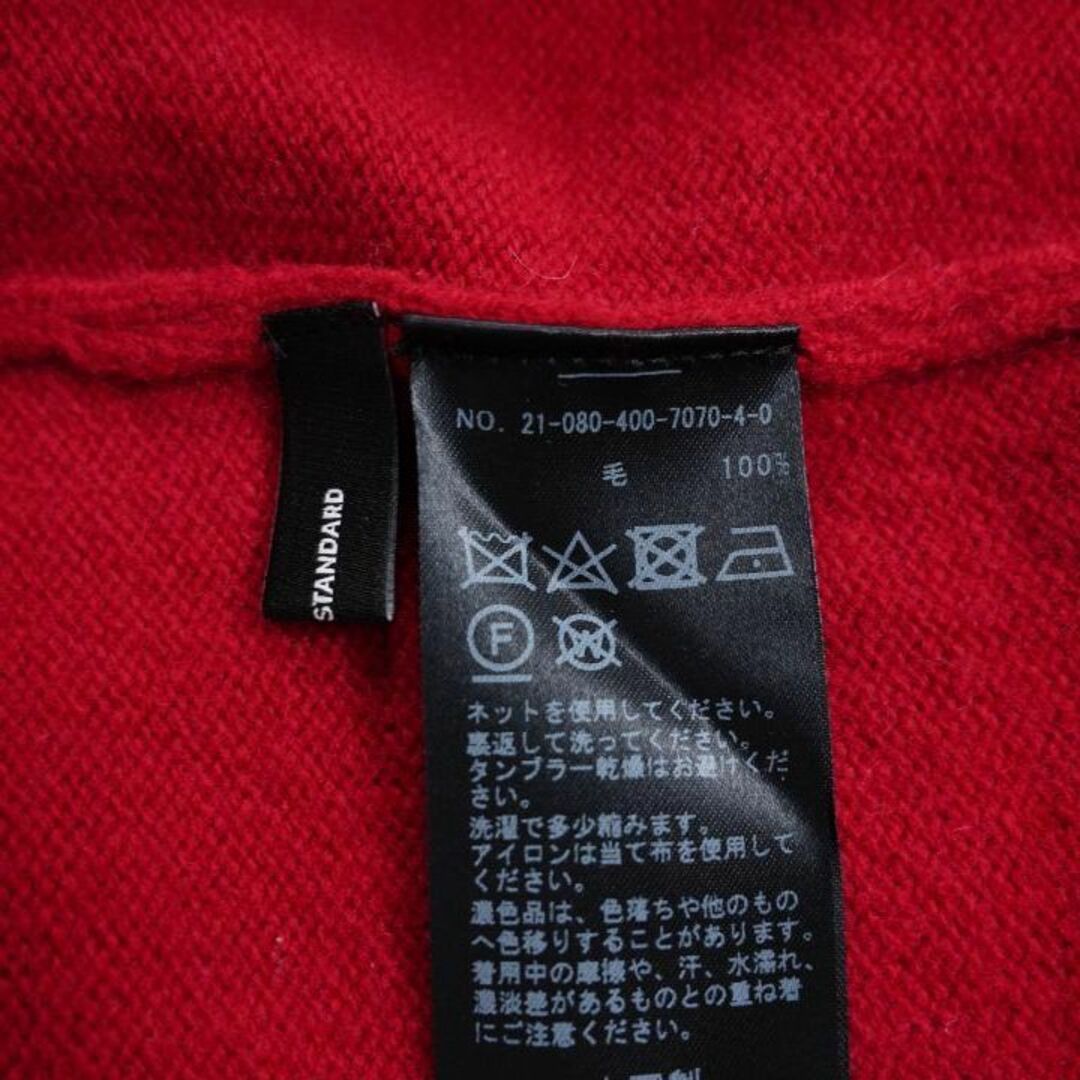 STANDARD
NO. 21-080-400-7070-4-0
毛 100%
F
W
ネットを使用してください。
裏返して洗ってください。
タンブラー乾燥はお避けくだ
さい。
洗濯で多少縮みます。
アイロンは当て布を使用して
ください。
濃色品は、色落ちや他のもの
へ色移りすることがあります。
着用中の摩擦や、汗、水濡れ、
濃淡差があるものとの重ね着
にご注意ください。